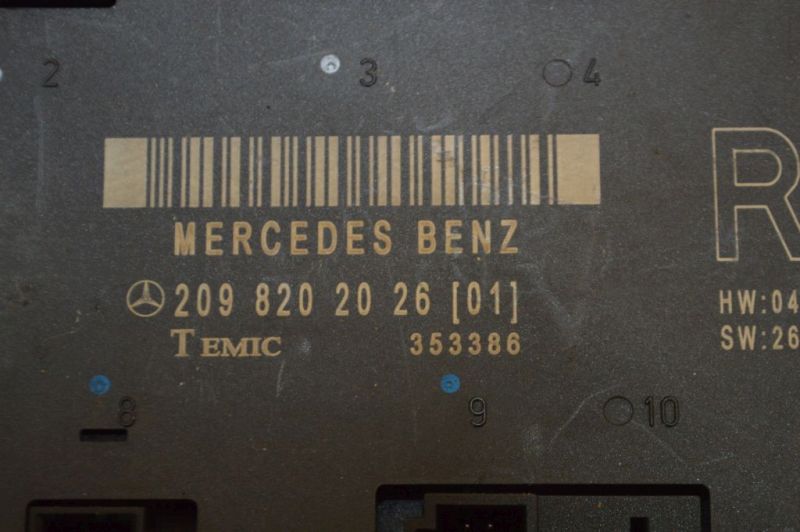 2 3 4
MERCEDES BENZ
209 820 20 26 [01]
TEMIC 353386
R
HW:04
SW:26
8 9 10